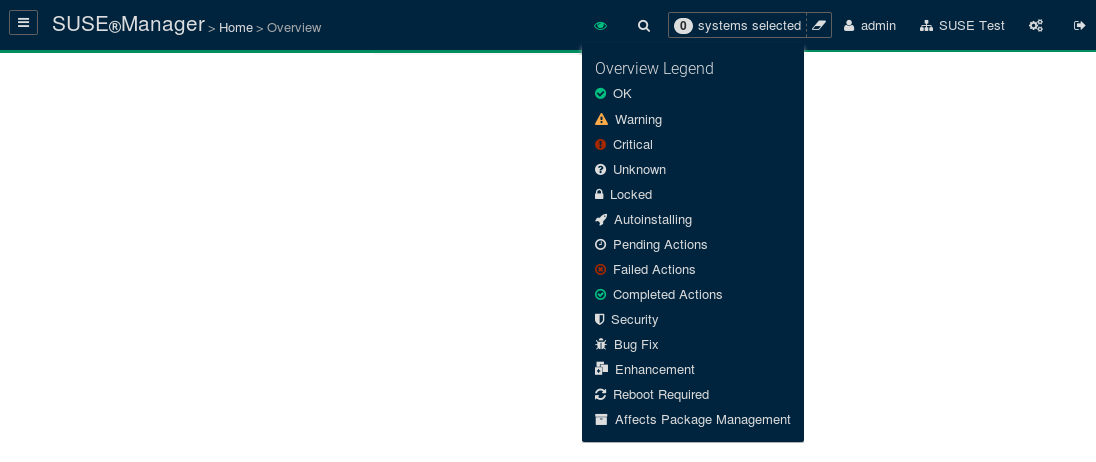 SUSE®Manager > Home > Overview
0 systems selected admin SUSE Test
Overview Legend
OK
Warning
Critical
Unknown
Locked
Autoinstalling
Pending Actions
Failed Actions
Completed Actions
Security
Bug Fix
Enhancement
Reboot Required
Affects Package Management